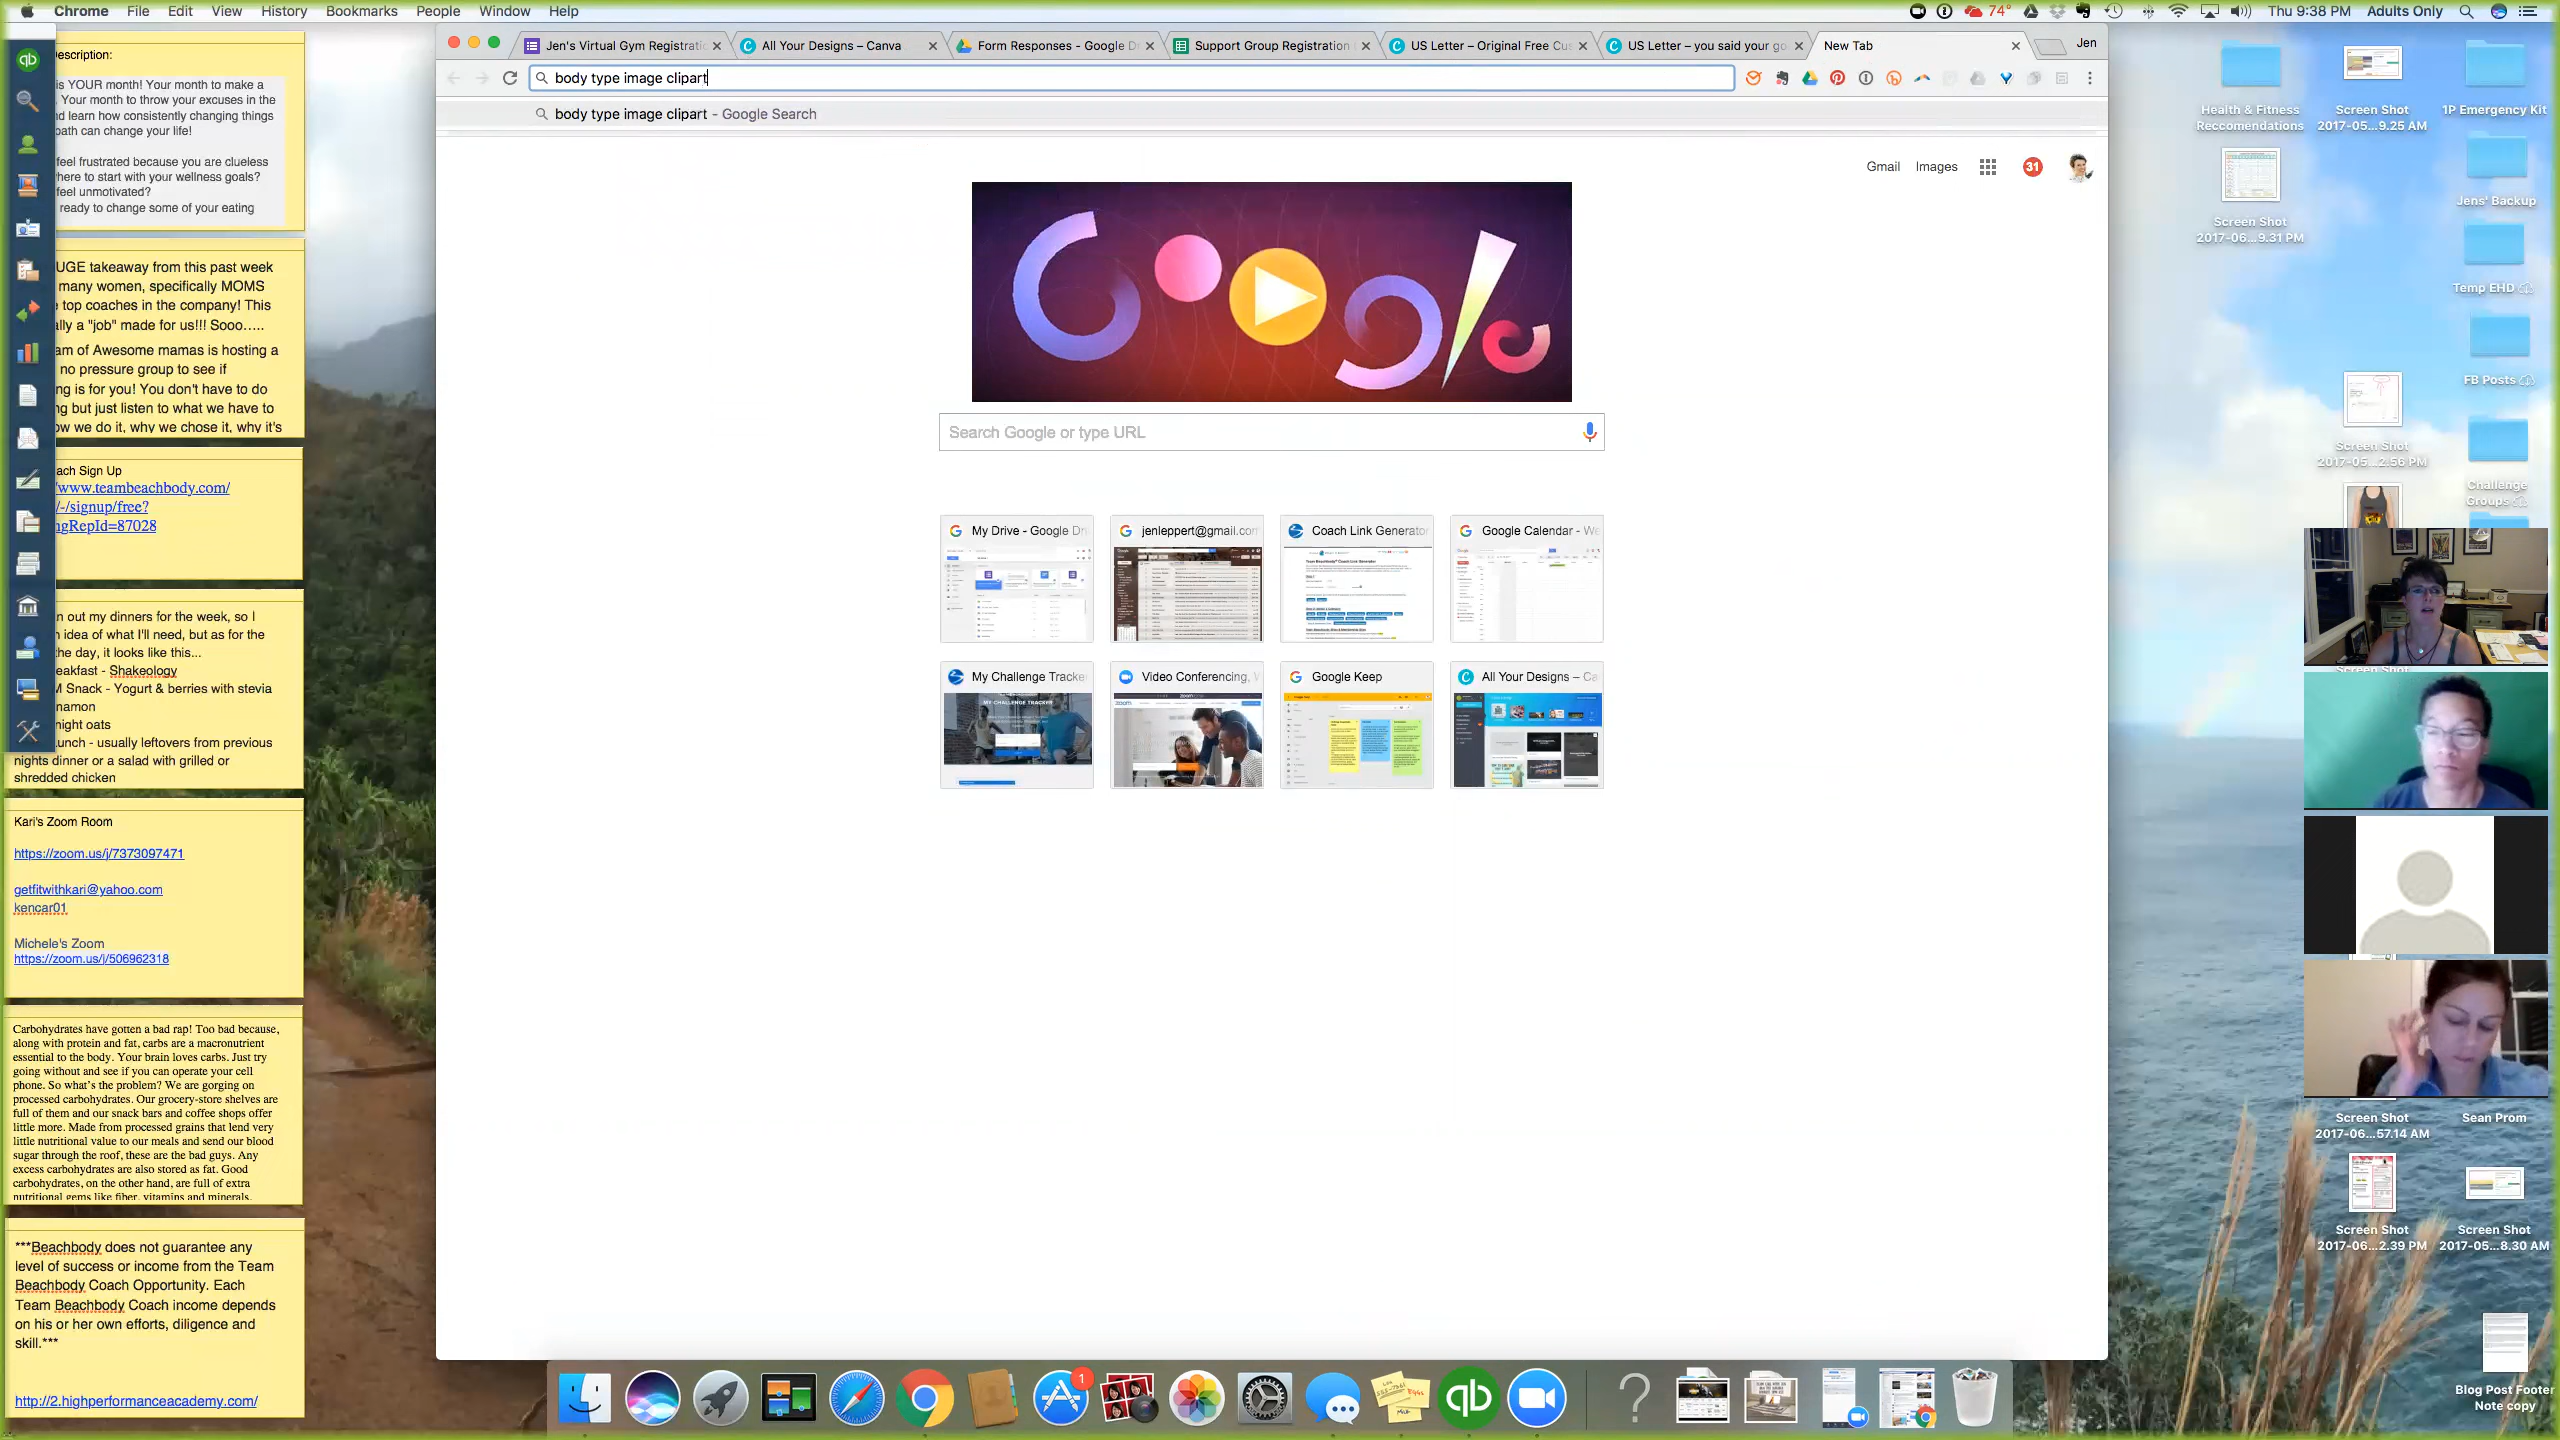 Chrome File Edit View History Bookmarks People Window Help
74° Thu 9:38 PM Adults Only
Jen's Virtual Gym Registratio
All Your Designs – Canva
Form Responses - Google D
Support Group Registration
US Letter – Original Free Cu
US Letter – you said your go
New Tab
Jen
body type image clipart
body type image clipart - Google Search
Gmail Images 31
Search Google or type URL
My Drive - Google Dri
jenleppert@gmail.com
Coach Link Generator
Google Calendar - We
My Challenge Tracke
MY CHALLENGE TRACKER
Video Conferencing, W
Google Keep
All Your Designs – Ca
escription:
is YOUR month! Your month to make a
. Your month to throw your excuses in the
nd learn how consistently changing things
path can change your life!
feel frustrated because you are clueless
here to start with your wellness goals?
feel unmotivated?
ready to change some of your eating
UGE takeaway from this past week
many women, specifically MOMS
e top coaches in the company! This
ally a "job" made for us!!! Sooo.....
am of Awesome mamas is hosting a
no pressure group to see if
ng is for you! You don't have to do
ng but just listen to what we have to
ow we do it, why we chose it, why it's
ach Sign Up
/www.teambeachbody.com/
/-/signup/free?
ngRepId=87028
n out my dinners for the week, so I
n idea of what I'll need, but as for the
the day, it looks like this...
eakfast - Shakeology
M Snack - Yogurt & berries with stevia
nnamon
night oats
unch - usually leftovers from previous
nights dinner or a salad with grilled or
shredded chicken
Kari's Zoom Room
https://zoom.us/j/7373097471
getfitwithkari@yahoo.com
kencar01
Michele's Zoom
https://zoom.us/j/506962318
Carbohydrates have gotten a bad rap! Too bad because,
along with protein and fat, carbs are a macronutrient
essential to the body. Your brain loves carbs. Just try
going without and see if you can operate your cell
phone. So what's the problem? We are gorging on
processed carbohydrates. Our grocery-store shelves are
full of them and our snack bars and coffee shops offer
little more. Made from processed grains that lend very
little nutritional value to our meals and send our blood
sugar through the roof, these are the bad guys. Any
excess carbohydrates are also stored as fat. Good
carbohydrates, on the other hand, are full of extra
nutritional gems like fiber, vitamins and minerals.
***Beachbody does not guarantee any
level of success or income from the Team
Beachbody Coach Opportunity. Each
Team Beachbody Coach income depends
on his or her own efforts, diligence and
skill.***
http://2.highperformanceacademy.com/
Health & Fitness
Reccomendations
Screen Shot
2017-05...9.25 AM
1P Emergency Kit
Screen Shot
2017-06...9.31 PM
Jens' Backup
Temp EHD
FB Posts
Screen Shot
2017-05...2.56 PM
Challenge
Groups
Screen Shot
2017-06...57.14 AM
Sean Prom
Screen Shot
2017-06...2.39 PM
Screen Shot
2017-05...8.30 AM
Blog Post Footer
Note copy
1